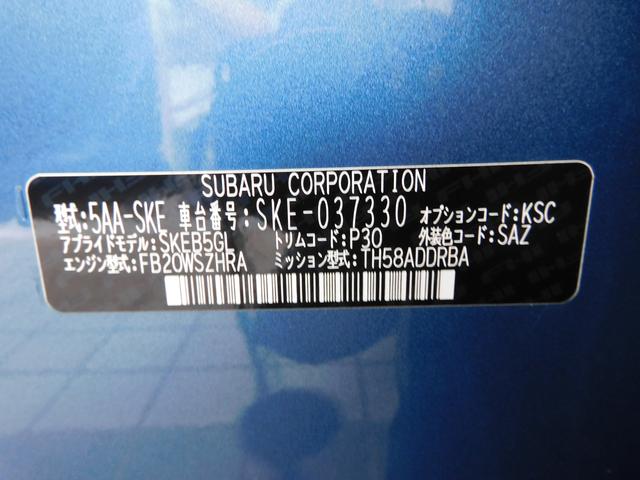 SUBARU CORPORATION
型式:5AA-SKE 車台番号:SKE-037330 オプションコード:KSC
アプライドモデル:SKEB5GL トリムコード:P30 外装色コード:SAZ
エンジン型式:FB20WSZHRA ミッション型式:TH58ADDRBA